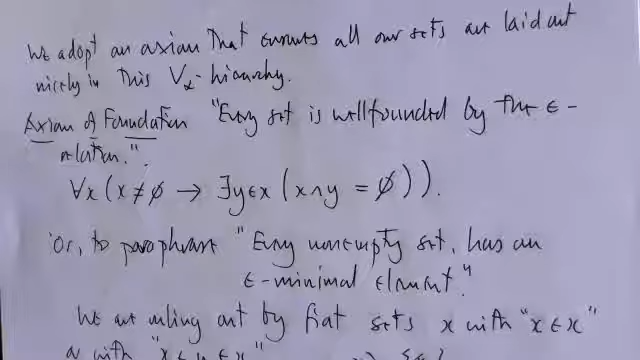 We adopt an axiom that ensures all our sets are laid out
nicely in this Vα-hierarchy.
Axiom of Foundation "Every set is wellfounded by the ∈-
relation.".
∀x(x≠∅ → ∃y∈x(x∩y = ∅)).
Or, to paraphrase "Every nonempty set, has an
∈-minimal element."
We are ruling out by fiat sets x with "x∈x"
or with